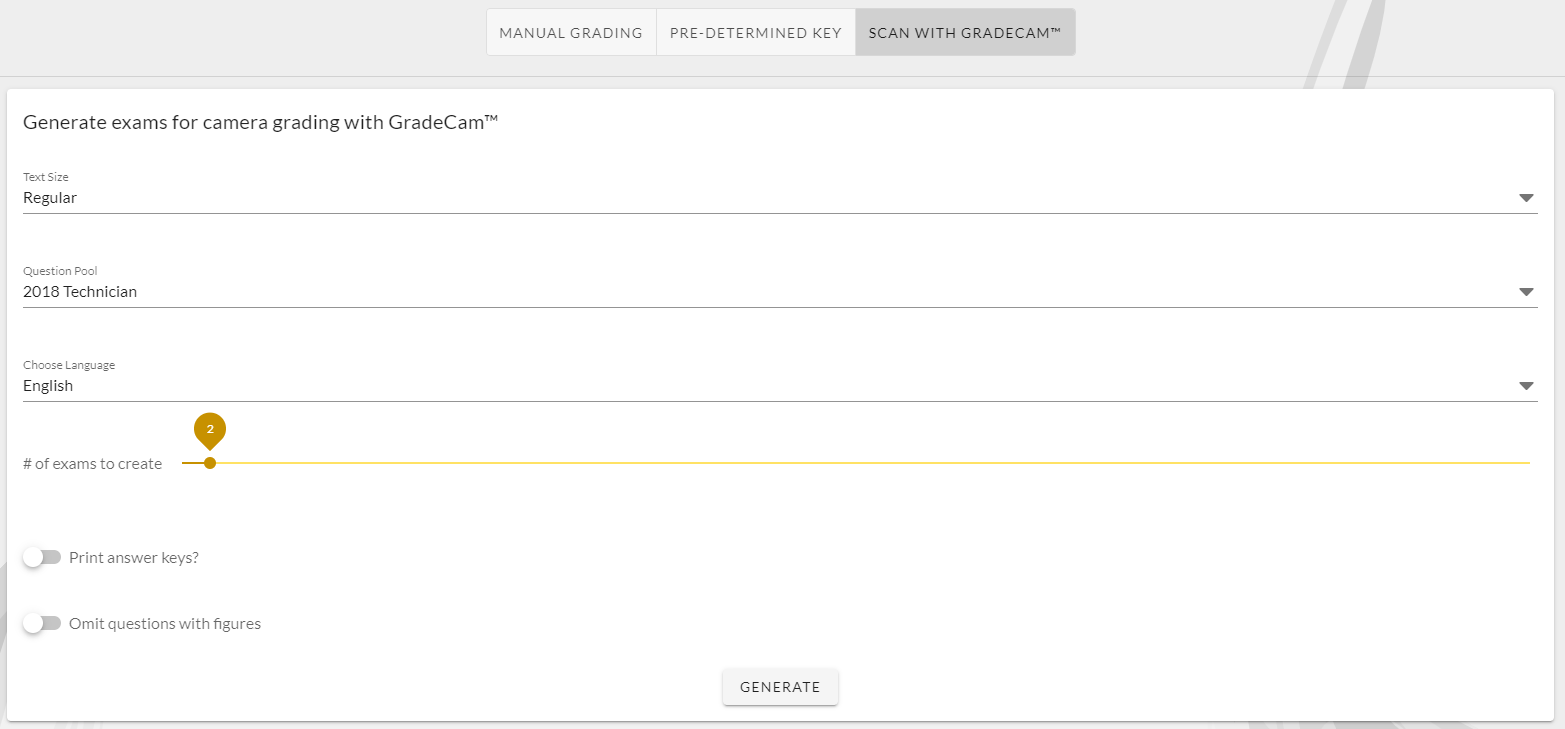 MANUAL GRADING PRE-DETERMINED KEY SCAN WITH GRADECAM™
Generate exams for camera grading with GradeCam™
Text Size
Regular
Question Pool
2018 Technician
Choose Language
English
2
# of exams to create
Print answer keys?
Omit questions with figures
GENERATE